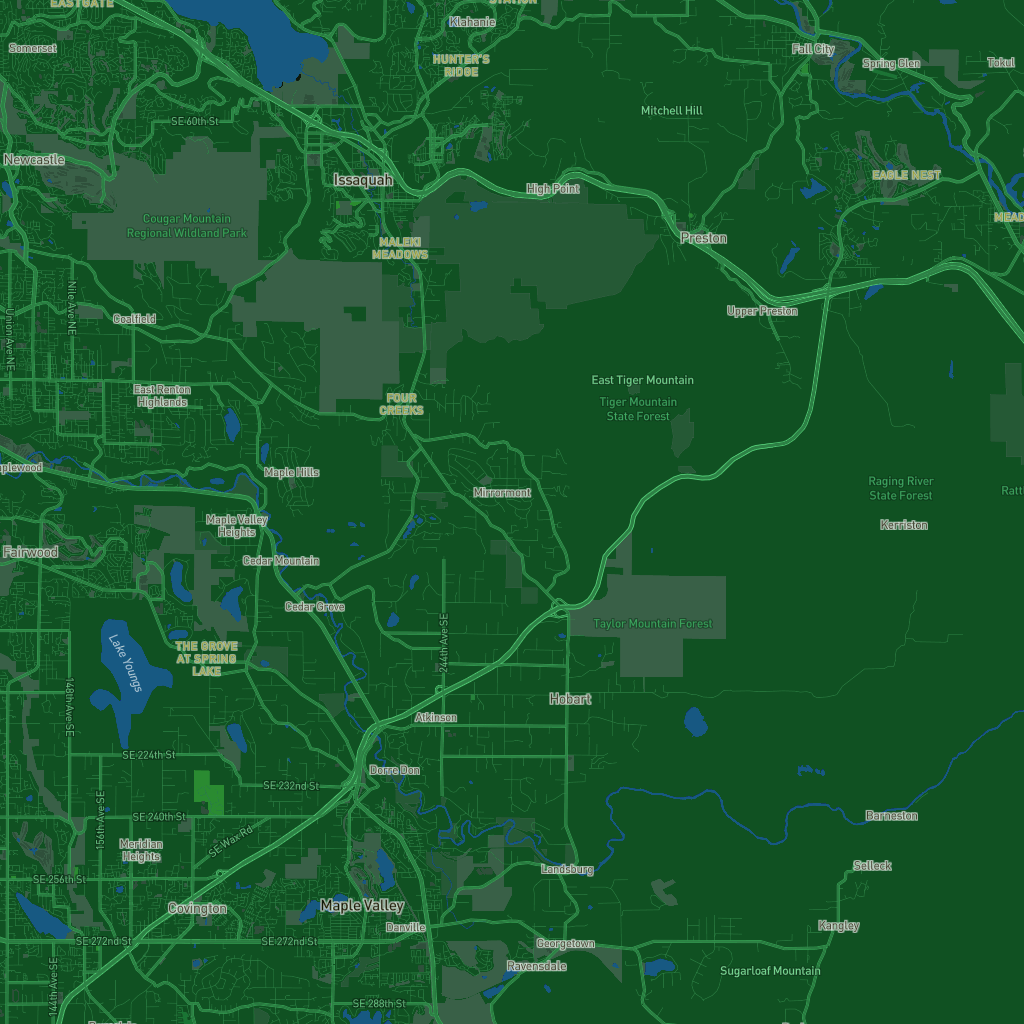 EASTGATE
STATION
Klahanie
Somerset
Fall City
HUNTER'S
RIDGE
Spring Glen
Tokul
Mitchell Hill
SE 60th St
Newcastle
Issaquah
High Point
EAGLE NEST
Cougar Mountain
Regional Wildland Park
MEAD
Preston
MALEKI
MEADOWS
Nile Ave NE
Union Ave NE
Coalfield
Upper Preston
East Tiger Mountain
East Renton
Highlands
FOUR
CREEKS
Tiger Mountain
State Forest
aplewood
Maple Hills
Raging River
State Forest
Rattl
Mirrormont
Maple Valley
Heights
Kerriston
Fairwood
Cedar Mountain
Cedar Grove
244th Ave SE
Taylor Mountain Forest
THE GROVE
AT SPRING
LAKE
Lake Youngs
148th Ave SE
Hobart
Atkinson
SE 224th St
Dorre Don
SE 232nd St
156th Ave SE
SE 240th St
Barneston
SE Wax Rd
Meridian
Heights
Landsburg
Selleck
SE 256th St
Covington
Maple Valley
Danville
Kangley
SE 272nd St
SE 272nd St
Georgetown
Ravensdale
Sugarloaf Mountain
144th Ave SE
SE 288th St